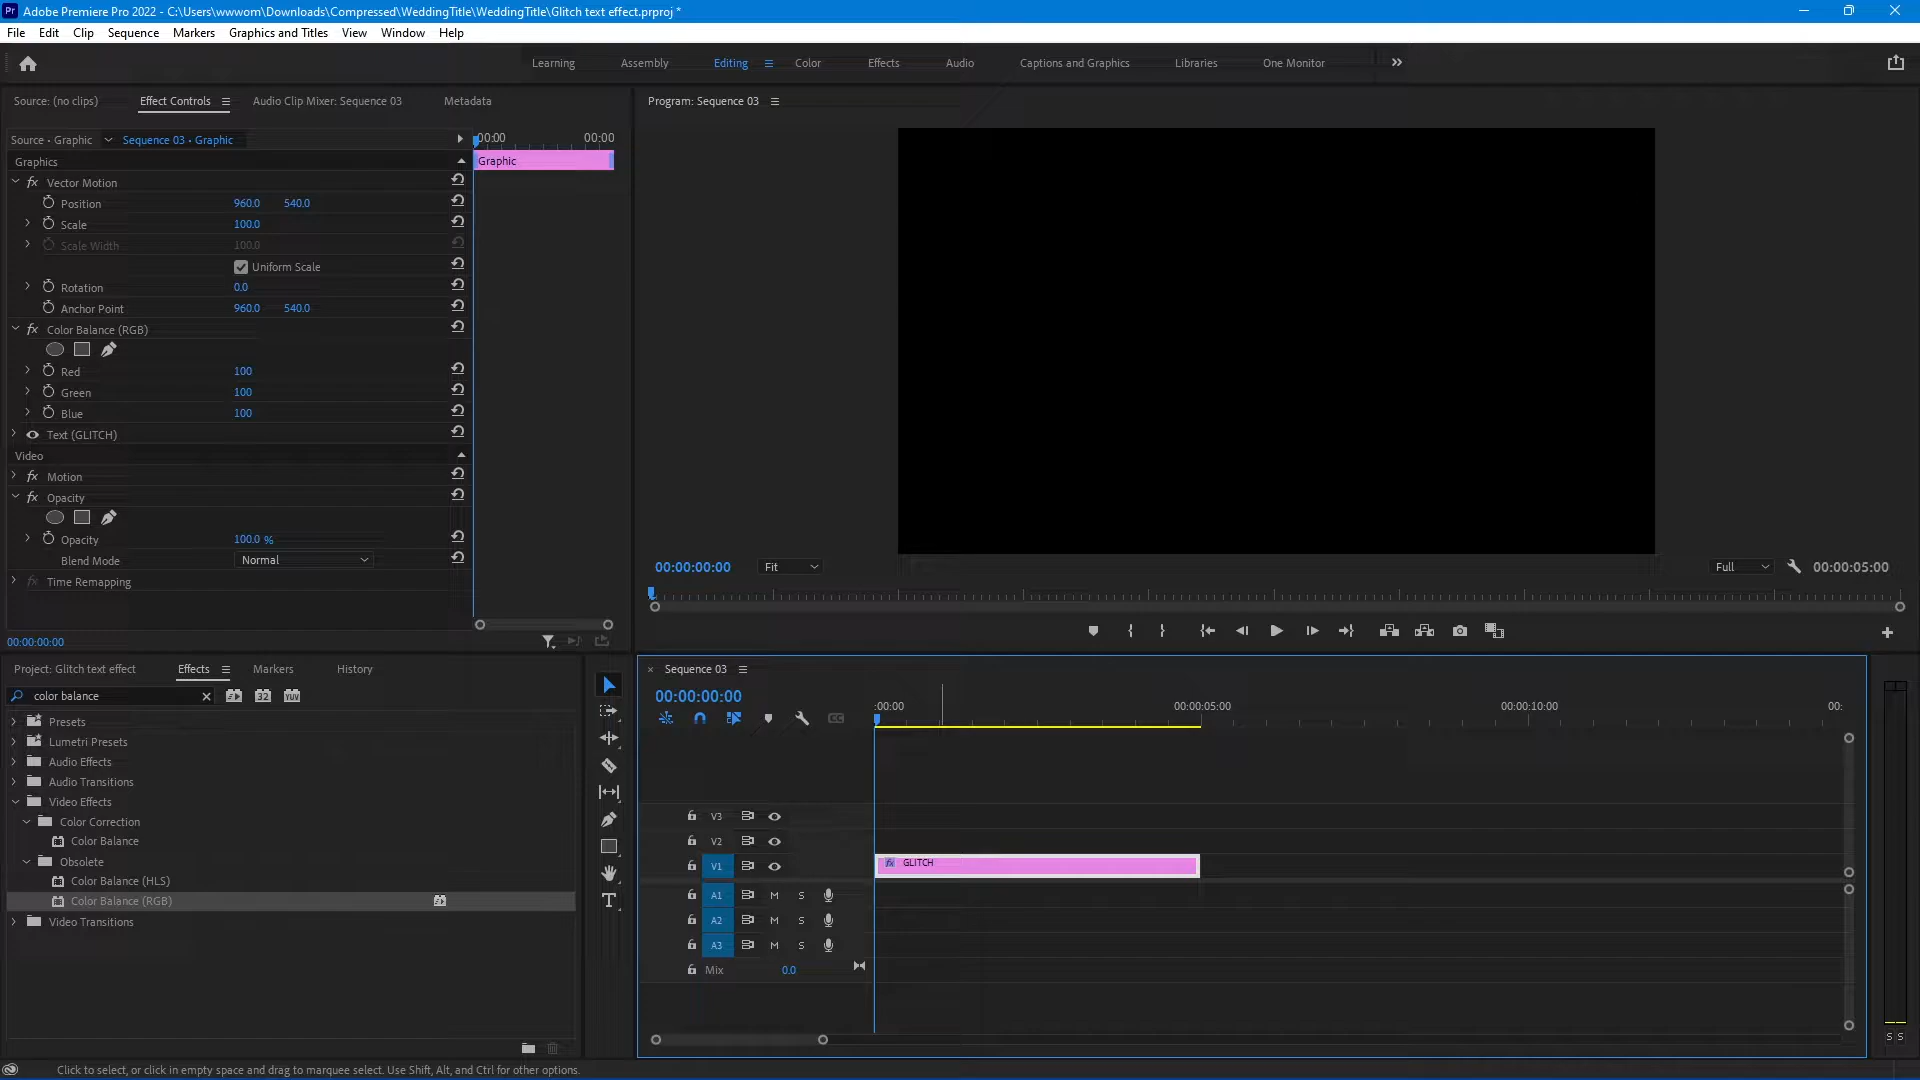 Pr Adobe Premiere Pro 2022 - C:\Users\wwwom\Downloads\Compressed\WeddingTitle\WeddingTitle\Glitch text effect.prproj *
File Edit Clip Sequence Markers Graphics and Titles View Window Help
Learning Assembly Editing Color Effects Audio Captions and Graphics Libraries One Monitor
Source: (no clips) Effect Controls Audio Clip Mixer: Sequence 03 Metadata
Source • Graphic Sequence 03 • Graphic
:00:00 00:00
Graphics
Graphic
fx Vector Motion
Position 960.0 540.0
Scale 100.0
Scale Width 100.0
Uniform Scale
Rotation 0.0
Anchor Point 960.0 540.0
fx Color Balance (RGB)
Red 100
Green 100
Blue 100
Text (GLITCH)
Video
fx Motion
fx Opacity
Opacity 100.0 %
Blend Mode Normal
fx Time Remapping
00:00:00:00
Program: Sequence 03
00:00:00:00 Fit Full 00:00:05:00
Project: Glitch text effect Effects Markers History
color balance
32 YUV
Presets
Lumetri Presets
Audio Effects
Audio Transitions
Video Effects
Color Correction
Color Balance
Obsolete
Color Balance (HLS)
Color Balance (RGB)
Video Transitions
Sequence 03
00:00:00:00
:00:00 00:00:05:00 00:00:10:00 00:
V3
V2
V1
fx GLITCH
A1 M S
A2 M S
A3 M S
Mix 0.0
S S
Click to select, or click in empty space and drag to marquee select. Use Shift, Alt, and Ctrl for other options.